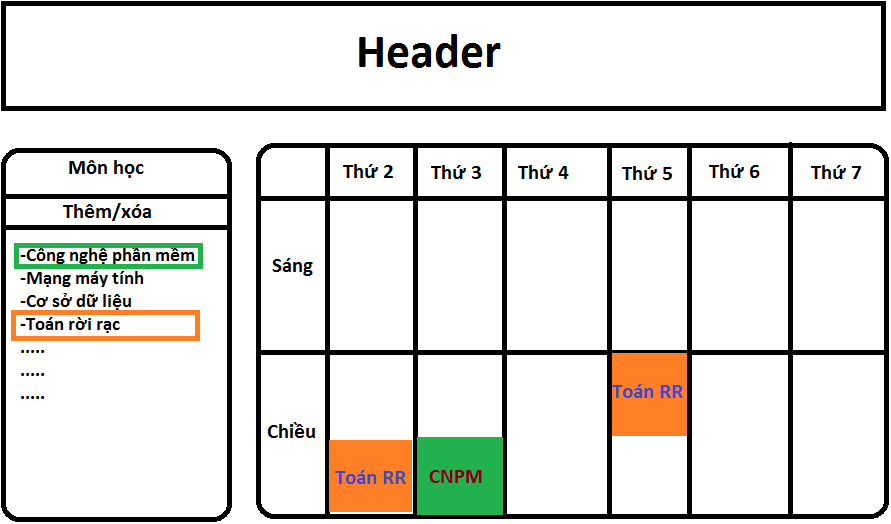 Header
Môn học
Thêm/xóa
-Công nghệ phần mềm
-Mạng máy tính
-Cơ sở dữ liệu
-Toán rời rạc
.....
.....
.....
Thứ 2 Thứ 3 Thứ 4 Thứ 5 Thứ 6 Thứ 7
Sáng
Chiều
Toán RR
Toán RR
CNPM